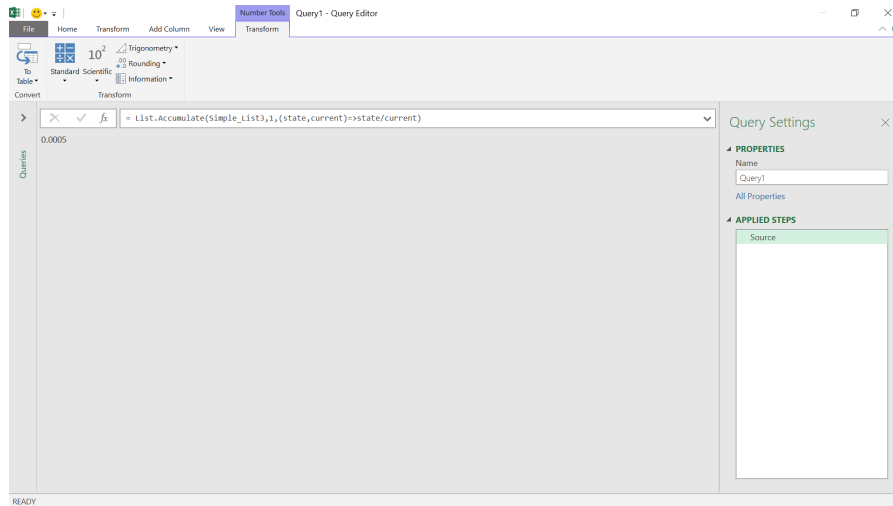 Number Tools Query1 - Query Editor
File Home Transform Add Column View Transform
To Table
Standard Scientific
10²
Trigonometry
.00 Rounding
Information
Convert Transform
fx = List.Accumulate(Simple_List3,1,(state,current)=>state/current)
0.0005
Queries
Query Settings
PROPERTIES
Name
Query1
All Properties
APPLIED STEPS
Source
READY